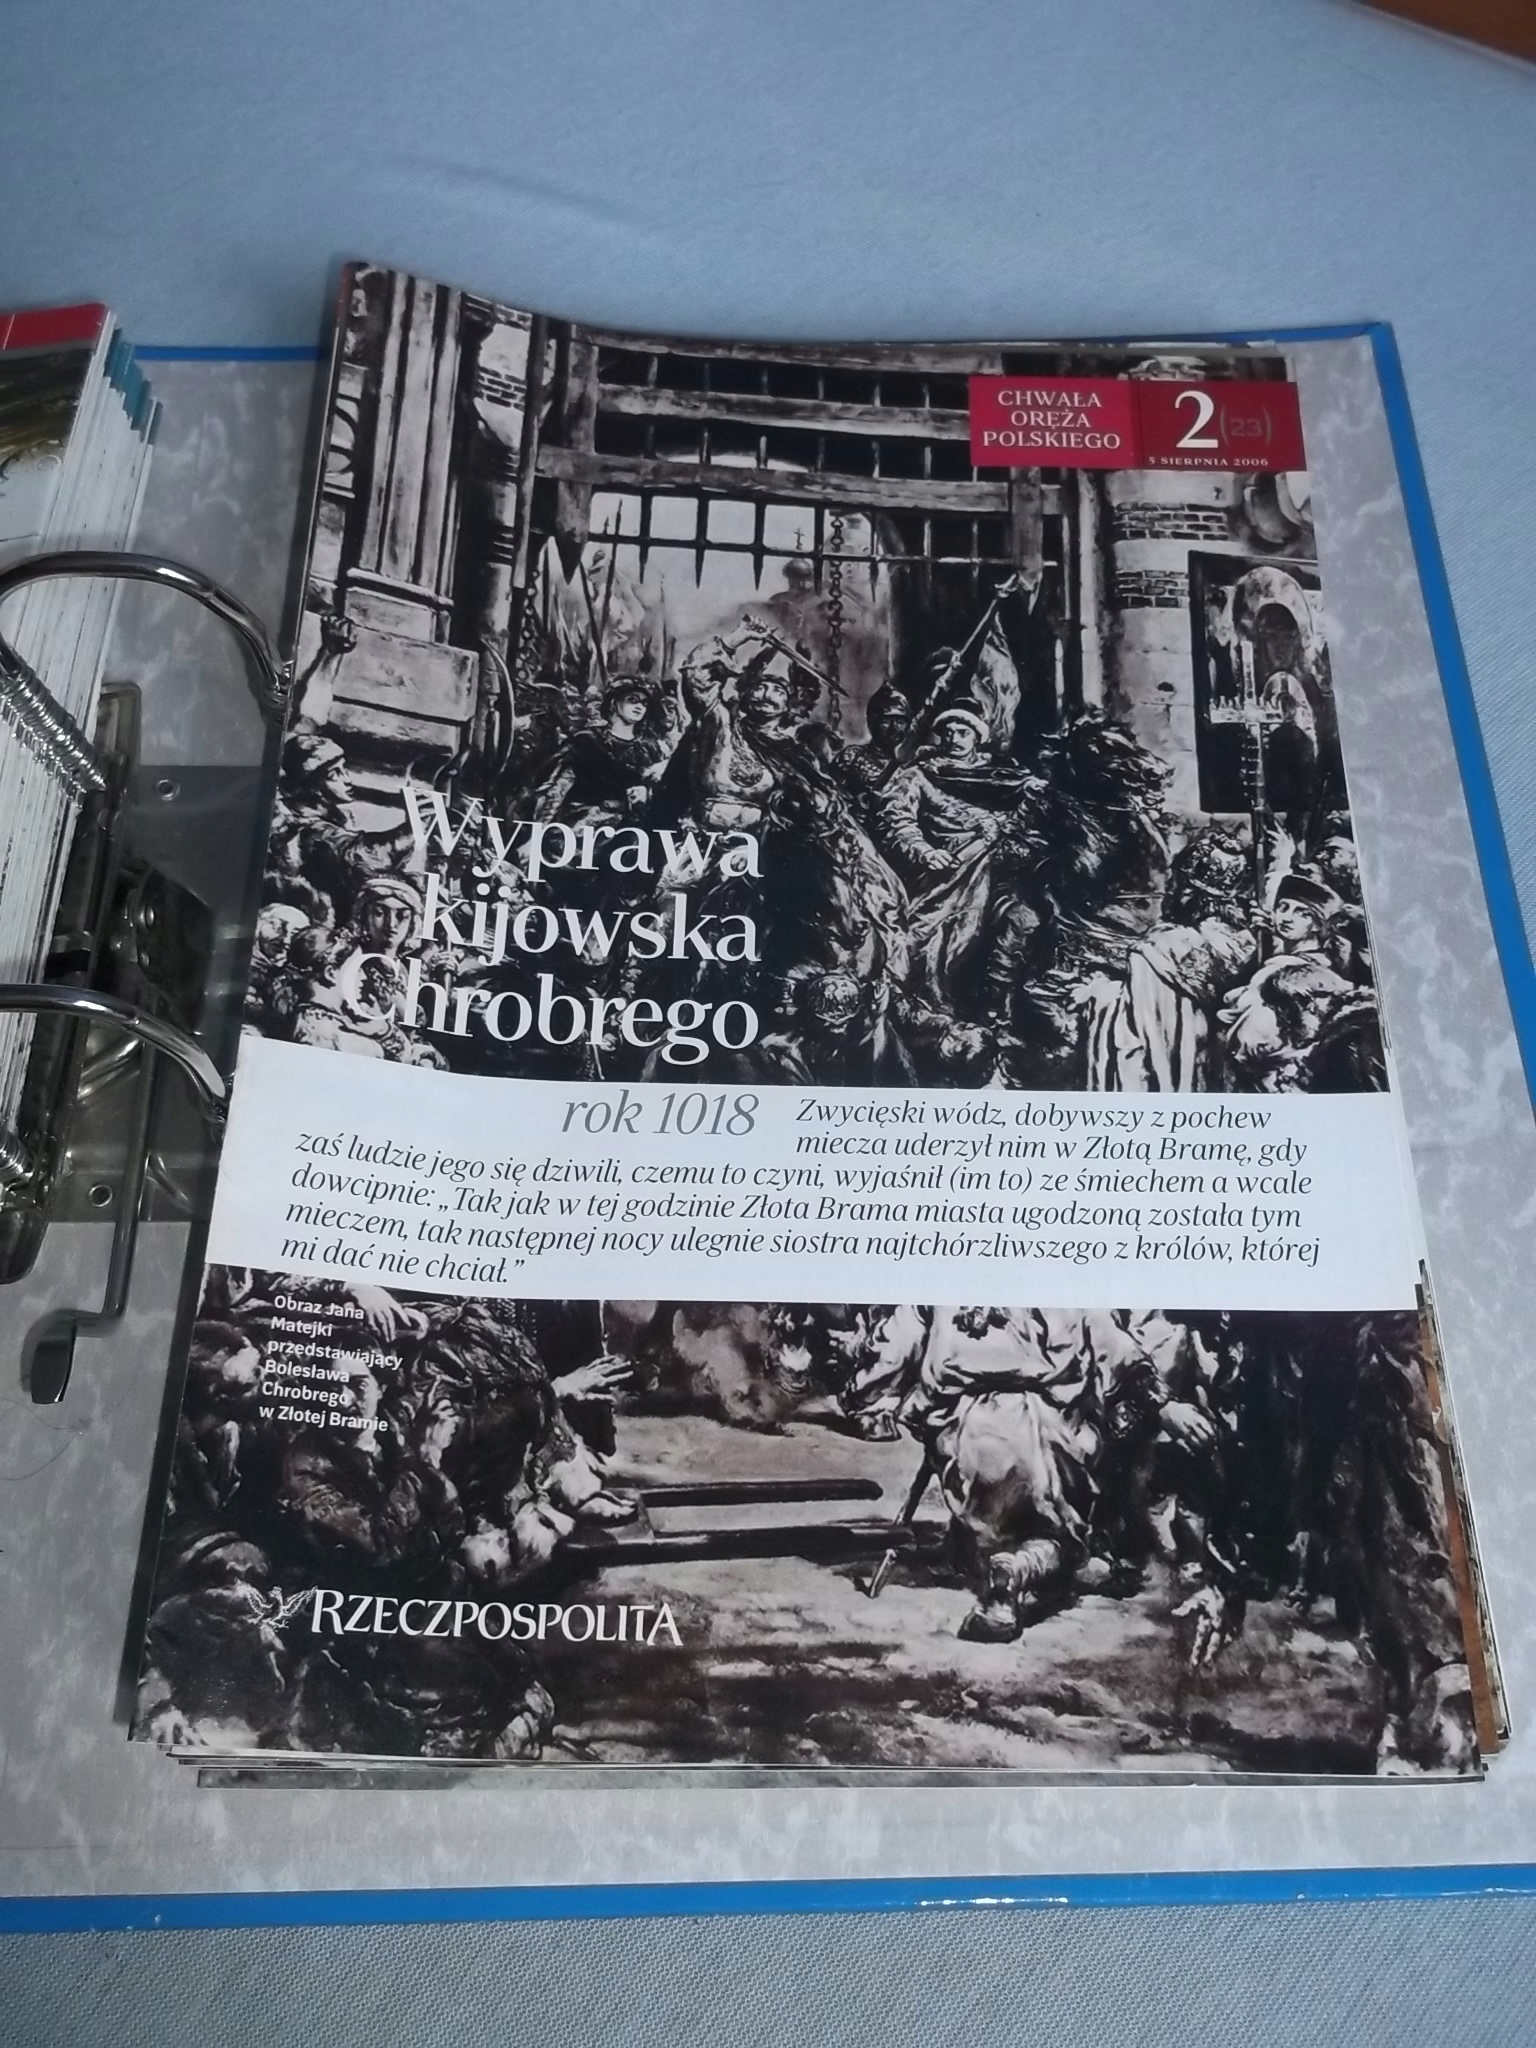 CHWAŁA
ORĘŻA
POLSKIEGO
2(23)
5 SIERPNIA 2006
Wyprawa
kijowska
Chrobrego
rok 1018
Zwycięski wódz, dobywszy z pochew
miecza uderzył nim w Złotą Bramę, gdy
zaś ludzie jego się dziwili, czemu to czyni, wyjaśnił (im to) ze śmiechem a wcale
dowcipnie: „Tak jak w tej godzinie Złota Brama miasta ugodzoną została tym
mieczem, tak następnej nocy ulegnie siostra najtchórzliwszego z królów, której
mi dać nie chciał.”
Obraz Jana
Matejki
przedstawiający
Bolesława
Chrobrego
w Złotej Bramie
RZECZPOSPOLITA